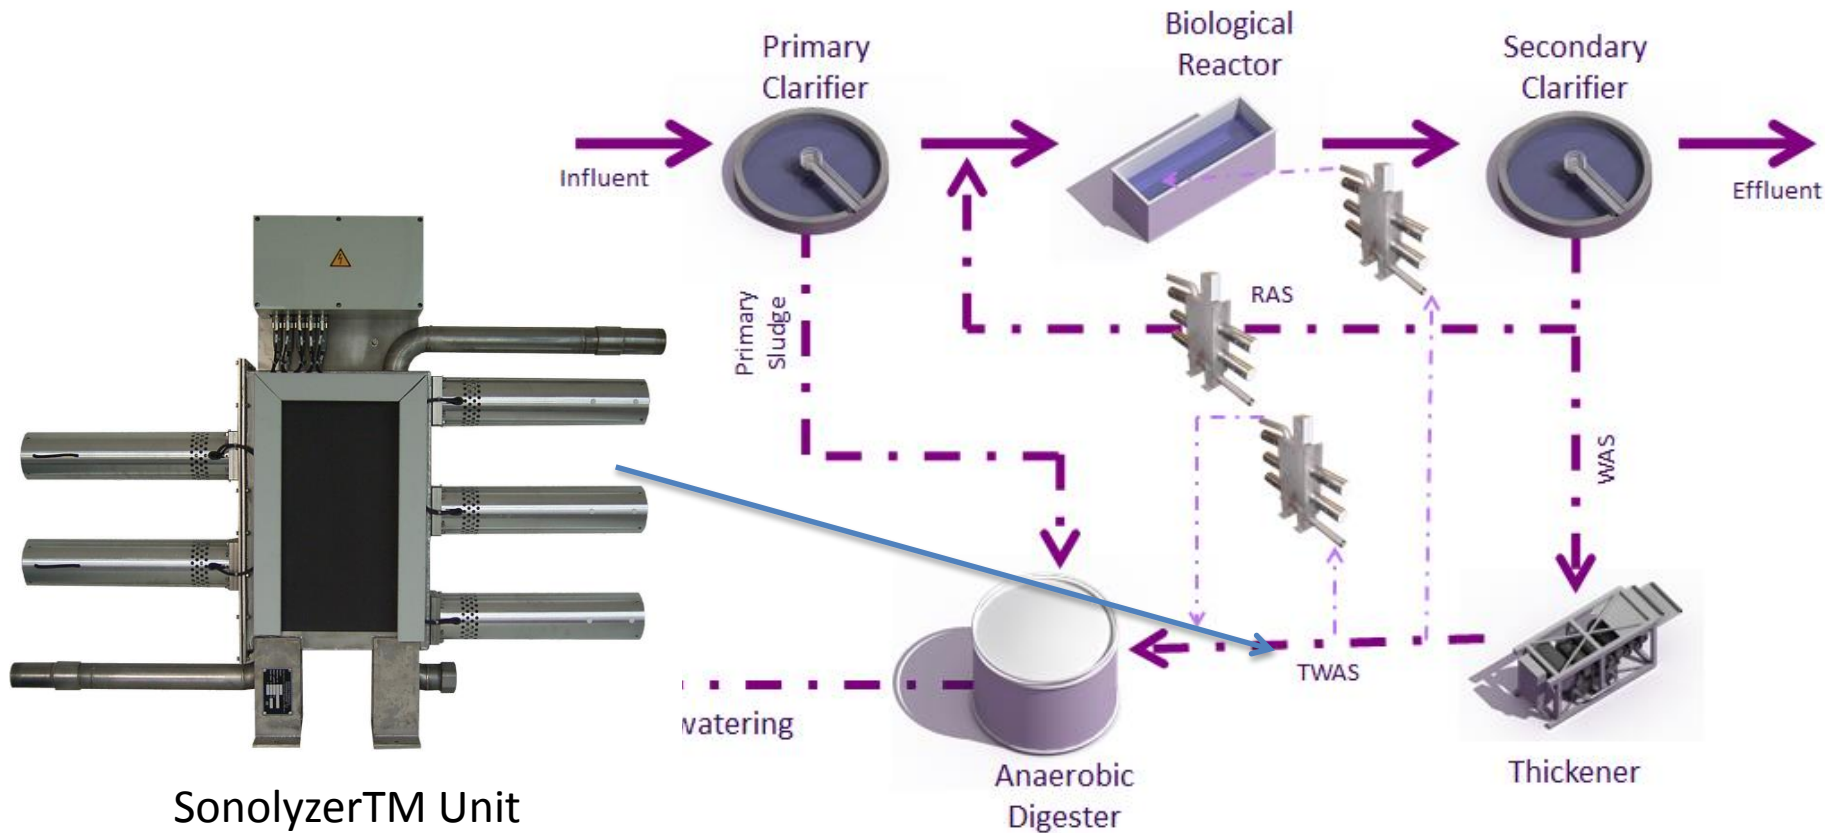 Primary
Clarifier
Biological
Reactor
Secondary
Clarifier
Influent
Effluent
RAS
Primary
Sludge
WAS
TWAS
watering
Anaerobic
Digester
Thickener
SonolyzerTM Unit